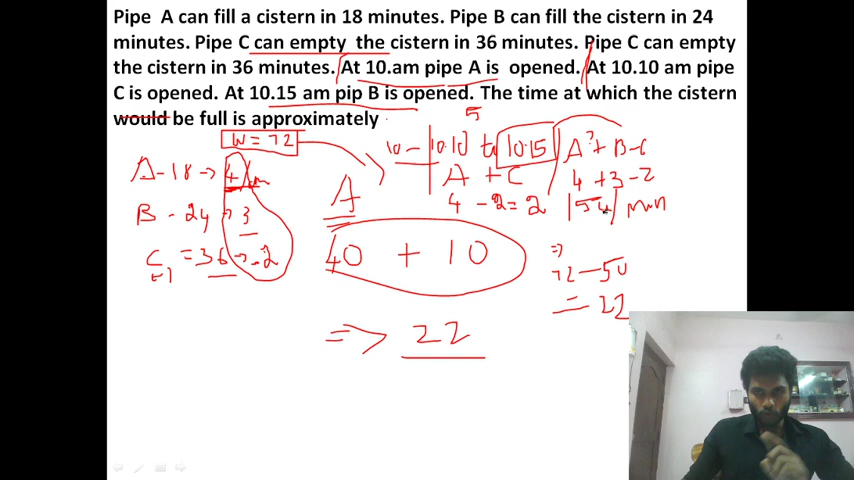 Pipe A can fill a cistern in 18 minutes. Pipe B can fill the cistern in 24
minutes. Pipe C can empty the cistern in 36 minutes. Pipe C can empty
the cistern in 36 minutes. At 10.am pipe A is opened. At 10.10 am pipe
C is opened. At 10.15 am pip B is opened. The time at which the cistern
would be full is approximately
5
W = 72
10 - 10.10 to 10.15 A + B - C
A - 18 → 4 A A + C 4 + 3 - 2
B - 24 → 3 4 - 2 = 2 min
C = 36 → -2 40 + 10 ⇒
72 - 50
= 22
⇒ 22